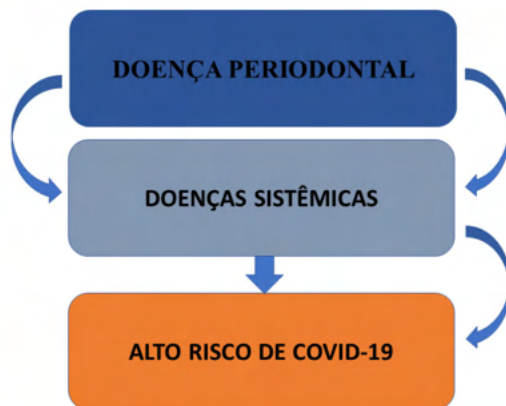 DOENÇA PERIODONTAL
DOENÇAS SISTÊMICAS
ALTO RISCO DE COVID-19